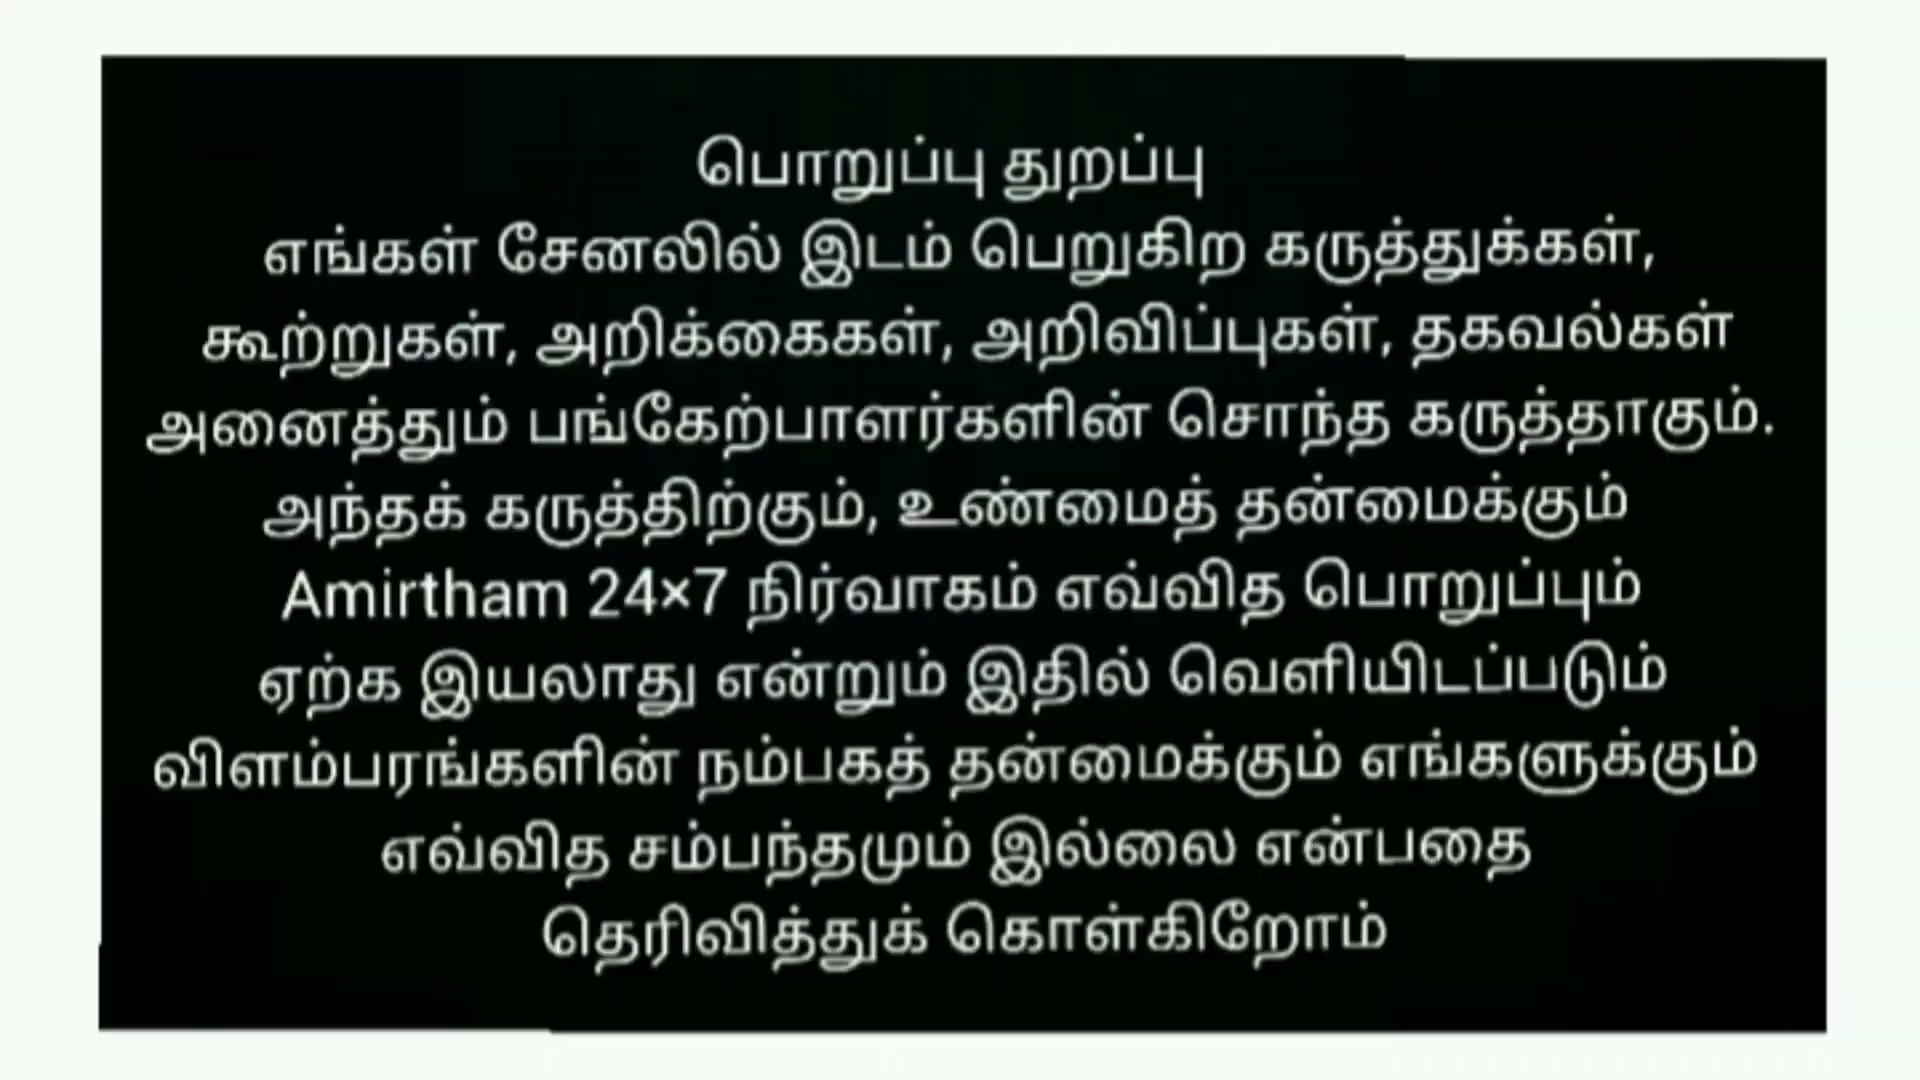 பொறுப்பு துறப்பு
எங்கள் சேனலில் இடம் பெறுகிற கருத்துக்கள்,
கூற்றுகள், அறிக்கைகள், அறிவிப்புகள், தகவல்கள்
அனைத்தும் பங்கேற்பாளர்களின் சொந்த கருத்தாகும்.
அந்தக் கருத்திற்கும், உண்மைத் தன்மைக்கும்
Amirtham 24×7 நிர்வாகம் எவ்வித பொறுப்பும்
ஏற்க இயலாது என்றும் இதில் வெளியிடப்படும்
விளம்பரங்களின் நம்பகத் தன்மைக்கும் எங்களுக்கும்
எவ்வித சம்பந்தமும் இல்லை என்பதை
தெரிவித்துக் கொள்கிறோம்